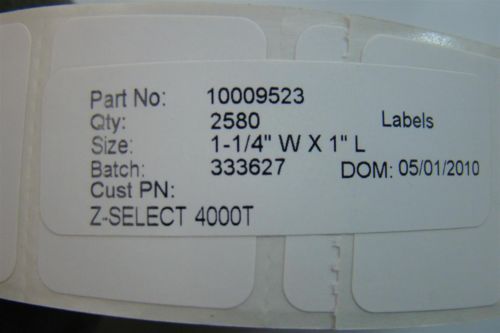 Part No: 10009523
Qty: 2580 Labels
Size: 1-1/4" W X 1" L
Batch: 333627 DOM: 05/01/2010
Cust PN:
Z-SELECT 4000T